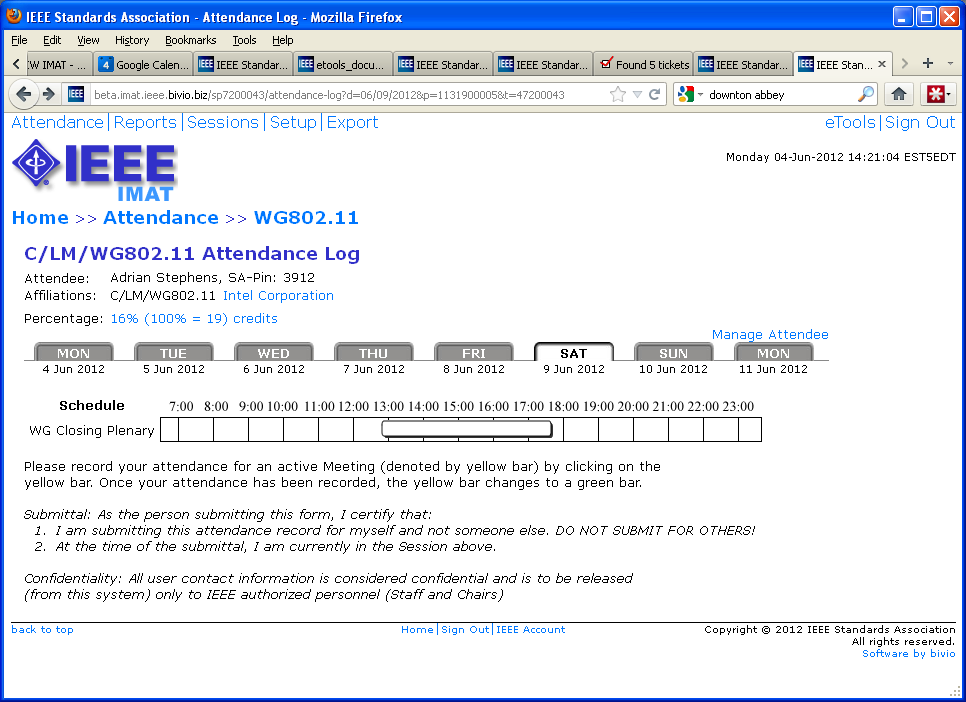 IEEE Standards Association - Attendance Log - Mozilla Firefox
File Edit View History Bookmarks Tools Help
W IMAT - ... Google Calen... IEEE Standar... etools_docu... IEEE Standar... IEEE Standar... Found 5 tickets IEEE Standar... IEEE Stan...
beta.imat.ieee.bivio.biz/sp7200043/attendance-log?d=06/09/2012&p=1131900005&t=47200043 downton abbey
Attendance|Reports|Sessions|Setup|Export eTools|Sign Out
IEEE
IMAT
Monday 04-Jun-2012 14:21:04 EST5EDT
Home >> Attendance >> WG802.11
C/LM/WG802.11 Attendance Log
Attendee: Adrian Stephens, SA-Pin: 3912
Affiliations: C/LM/WG802.11 Intel Corporation
Percentage: 16% (100% = 19) credits
Manage Attendee
MON TUE WED THU FRI SAT SUN MON
4 Jun 2012 5 Jun 2012 6 Jun 2012 7 Jun 2012 8 Jun 2012 9 Jun 2012 10 Jun 2012 11 Jun 2012
Schedule 7:00 8:00 9:00 10:00 11:00 12:00 13:00 14:00 15:00 16:00 17:00 18:00 19:00 20:00 21:00 22:00 23:00
WG Closing Plenary
Please record your attendance for an active Meeting (denoted by yellow bar) by clicking on the
yellow bar. Once your attendance has been recorded, the yellow bar changes to a green bar.
Submittal: As the person submitting this form, I certify that:
1. I am submitting this attendance record for myself and not someone else. DO NOT SUBMIT FOR OTHERS!
2. At the time of the submittal, I am currently in the Session above.
Confidentiality: All user contact information is considered confidential and is to be released
(from this system) only to IEEE authorized personnel (Staff and Chairs)
back to top Home|Sign Out|IEEE Account Copyright © 2012 IEEE Standards Association
All rights reserved.
Software by bivio